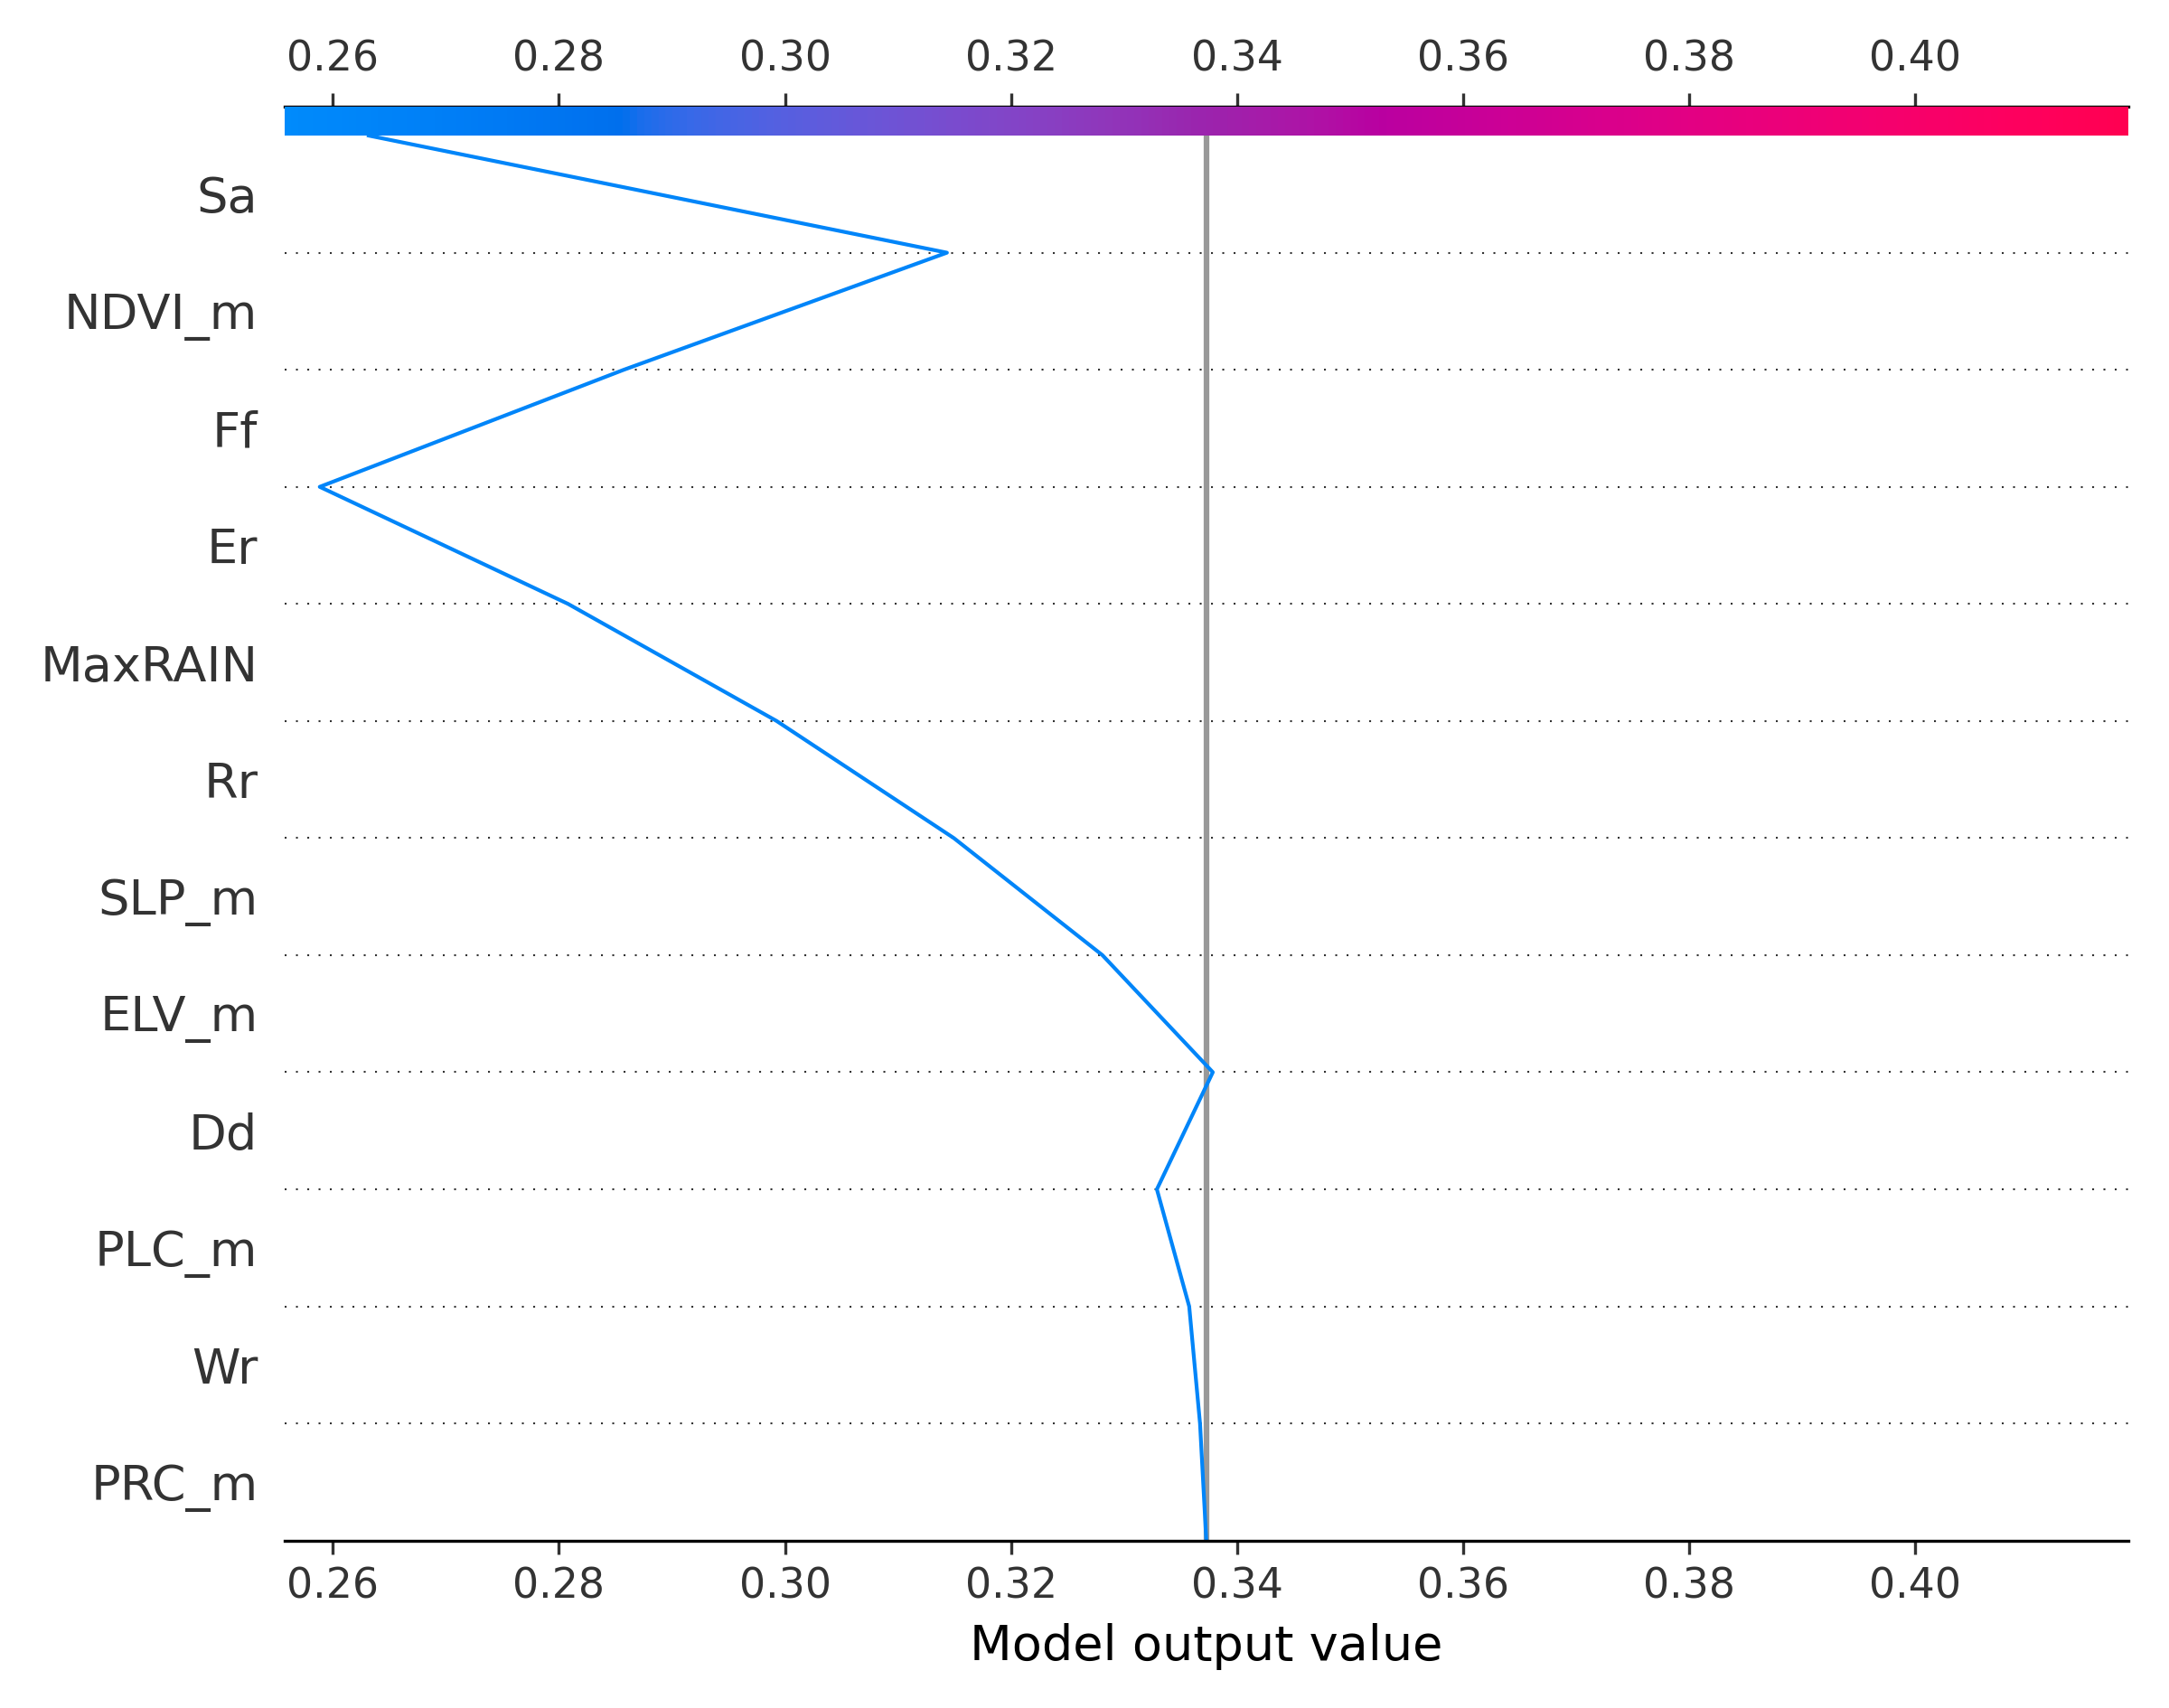 0.26 0.28 0.30 0.32 0.34 0.36 0.38 0.40
Sa
NDVI_m
Ff
Er
MaxRAIN
Rr
SLP_m
ELV_m
Dd
PLC_m
Wr
PRC_m
0.26 0.28 0.30 0.32 0.34 0.36 0.38 0.40
Model output value